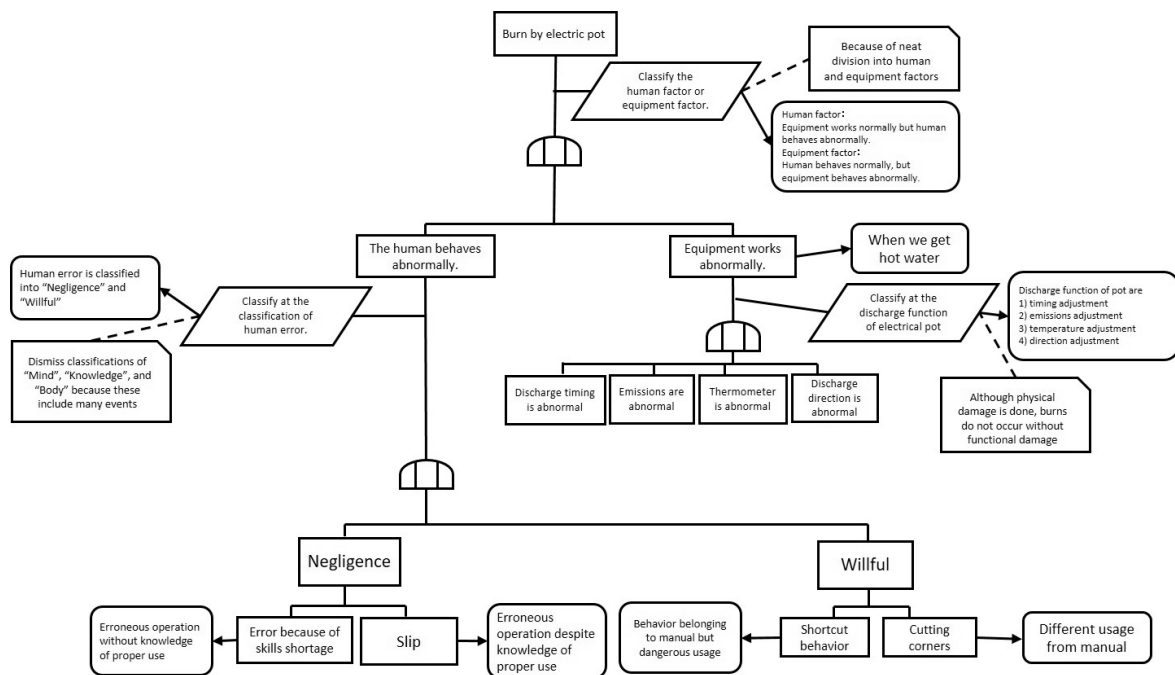 Burn by electric pot
Classify the
human factor or
equipment factor.
Because of neat
division into human
and equipment factors
Human factor:
Equipment works normally but human
behaves abnormally.
Equipment factor:
Human behaves normally, but
equipment behaves abnormally.
The human behaves
abnormally.
Equipment works
abnormally.
When we get
hot water
Human error is classified
into “Negligence” and
“Willful”
Classify at the
classification of
human error.
Dismiss classifications of
“Mind”, “Knowledge”, and
“Body” because these
include many events
Classify at the
discharge function
of electrical pot
Discharge function of pot are
1) timing adjustment
2) emissions adjustment
3) temperature adjustment
4) direction adjustment
Discharge timing
is abnormal
Emissions are
abnormal
Thermometer
is abnormal
Discharge
direction is
abnormal
Although physical
damage is done, burns
do not occur without
functional damage
Negligence
Willful
Erroneous operation
without knowledge
of proper use
Error because of
skills shortage
Slip
Erroneous
operation despite
knowledge of
proper use
Behavior belonging
to manual but
dangerous usage
Shortcut
behavior
Cutting
corners
Different usage
from manual